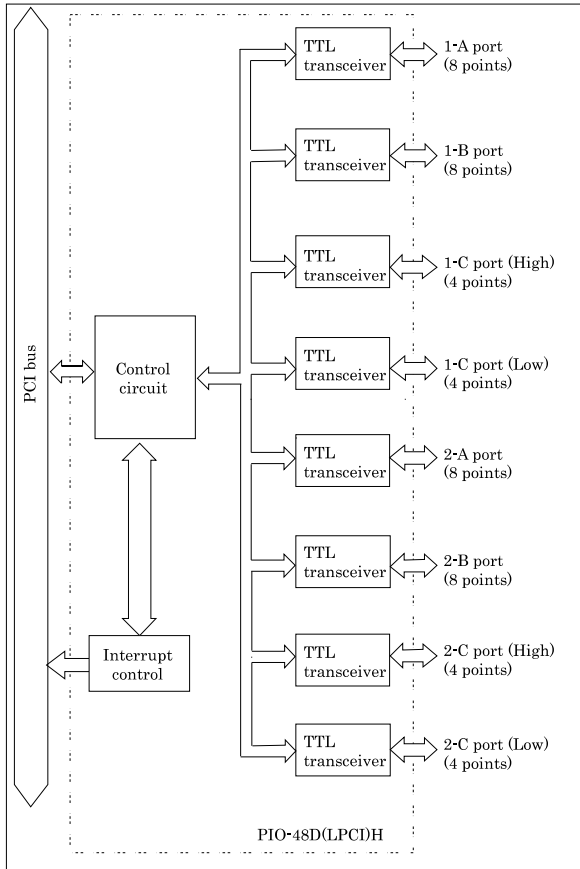 TTL
transceiver
1-A port
(8 points)
TTL
transceiver
1-B port
(8 points)
TTL
transceiver
1-C port (High)
(4 points)
PCI bus
Control
circuit
TTL
transceiver
1-C port (Low)
(4 points)
TTL
transceiver
2-A port
(8 points)
TTL
transceiver
2-B port
(8 points)
Interrupt
control
TTL
transceiver
2-C port (High)
(4 points)
TTL
transceiver
2-C port (Low)
(4 points)
PIO-48D(LPCI)H